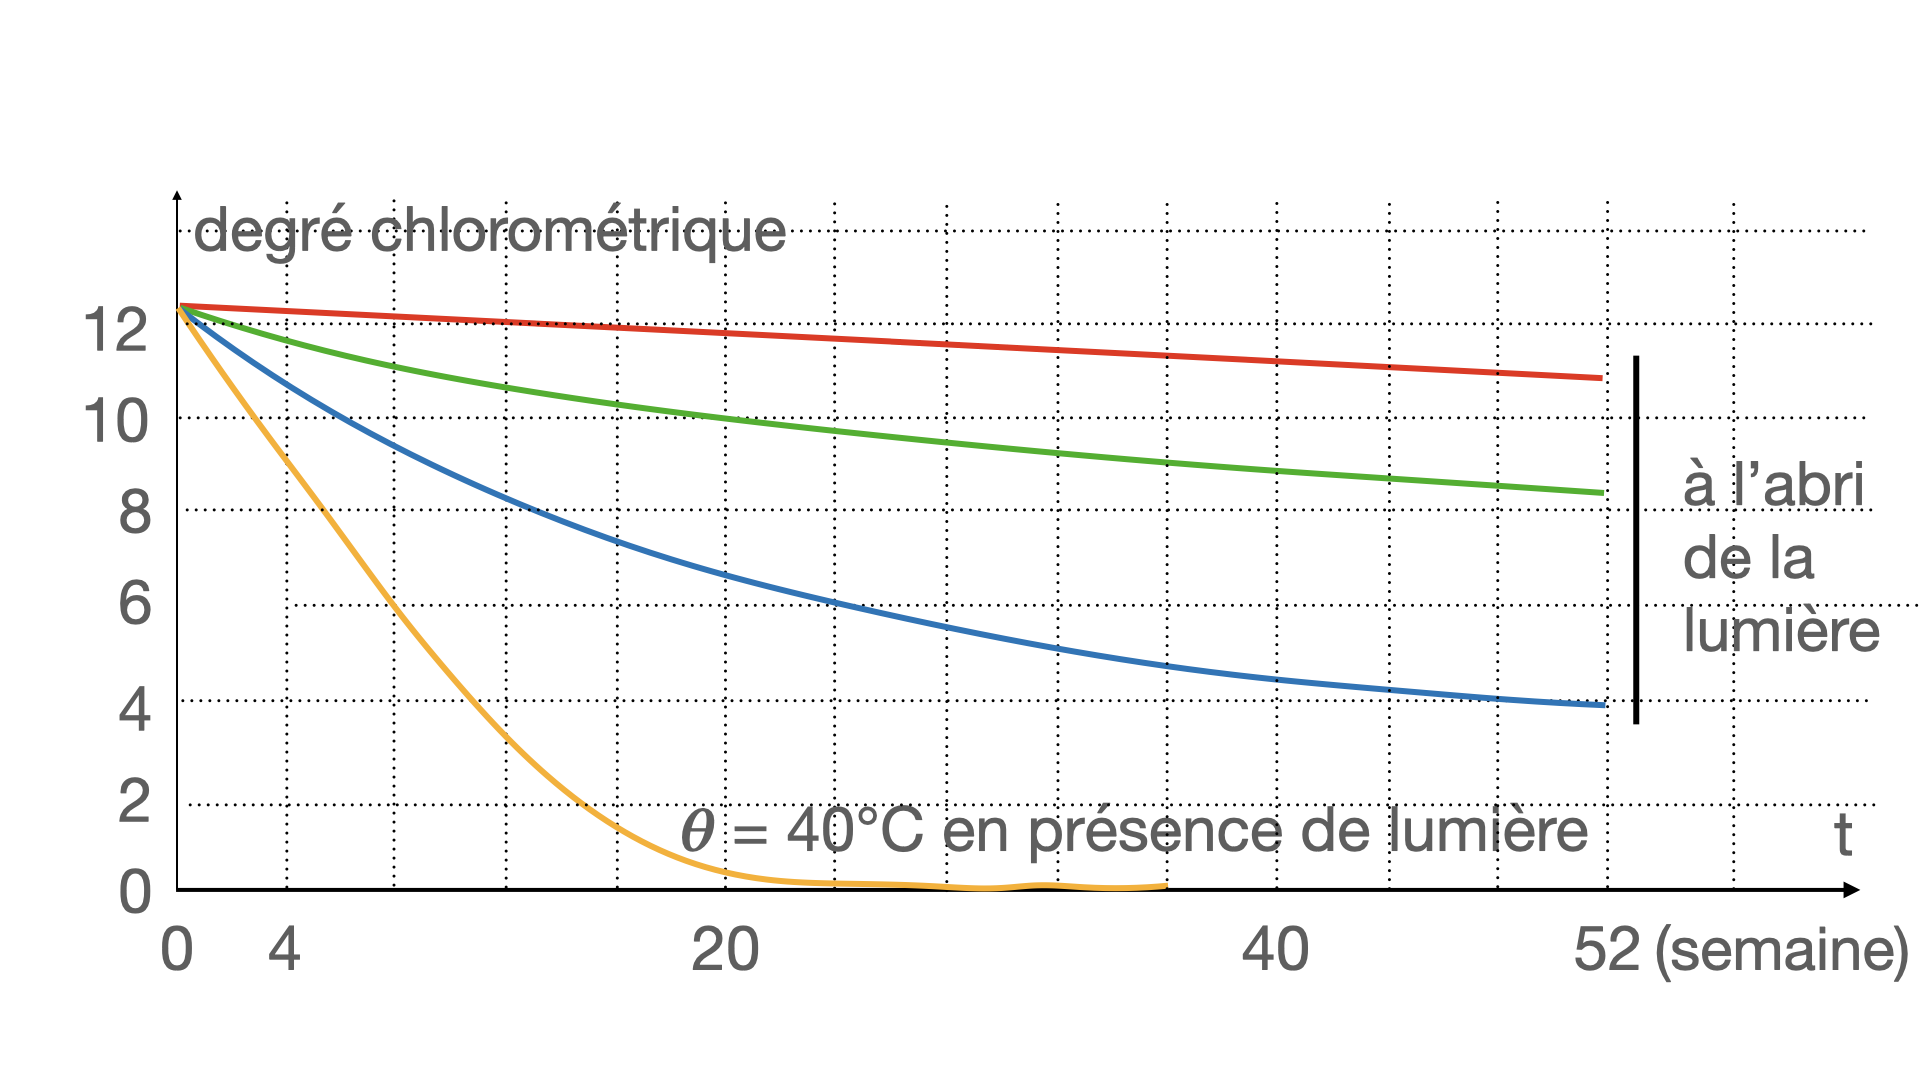 degré chlorométrique
12
10
8
6
4
2
0
à l’abri
de la
lumière
θ = 40°C en présence de lumière
t
0 4 20 40 52 (semaine)